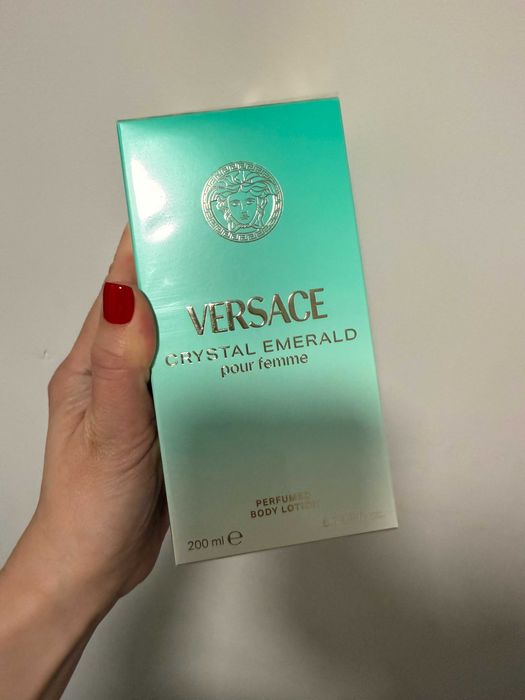 VERSACE
CRYSTAL EMERALD
pour femme
PERFUMED
BODY LOTION
200 ml e